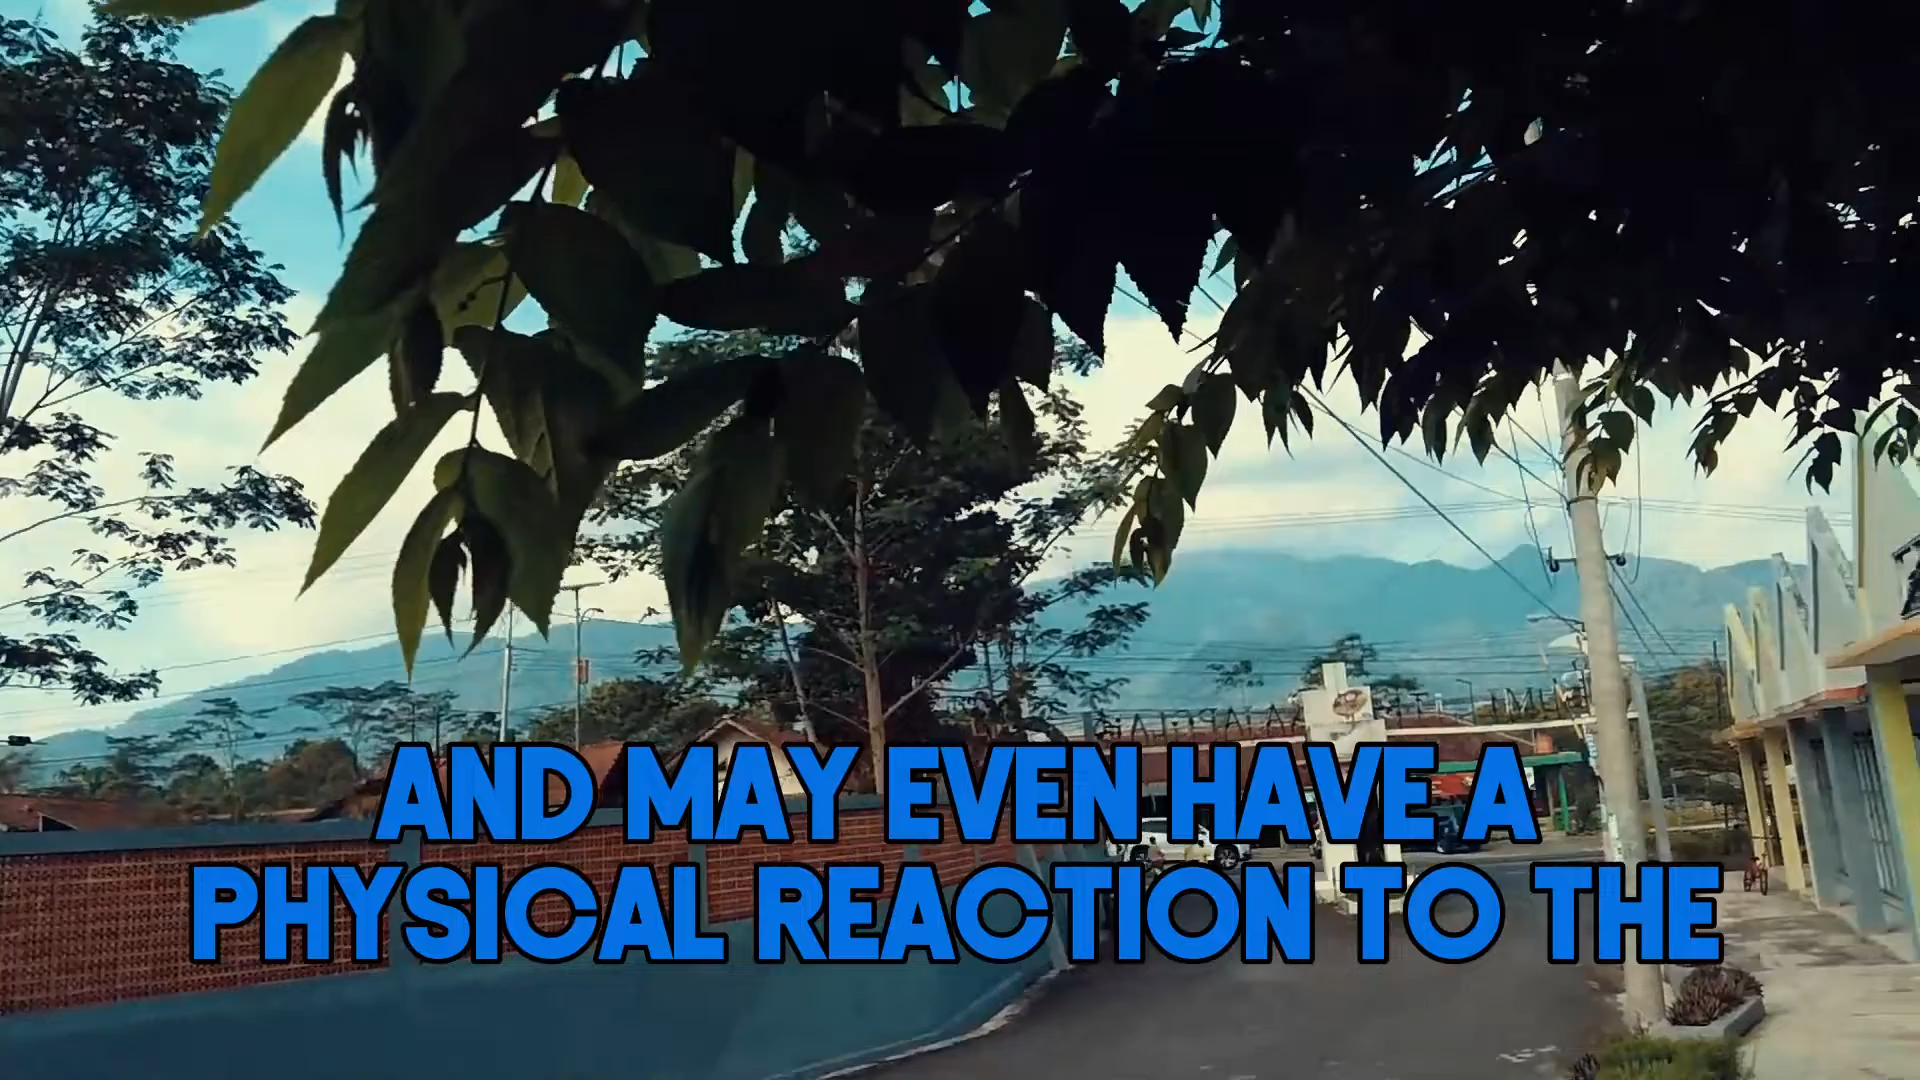 AND MAY EVEN HAVE A
PHYSICAL REACTION TO THE